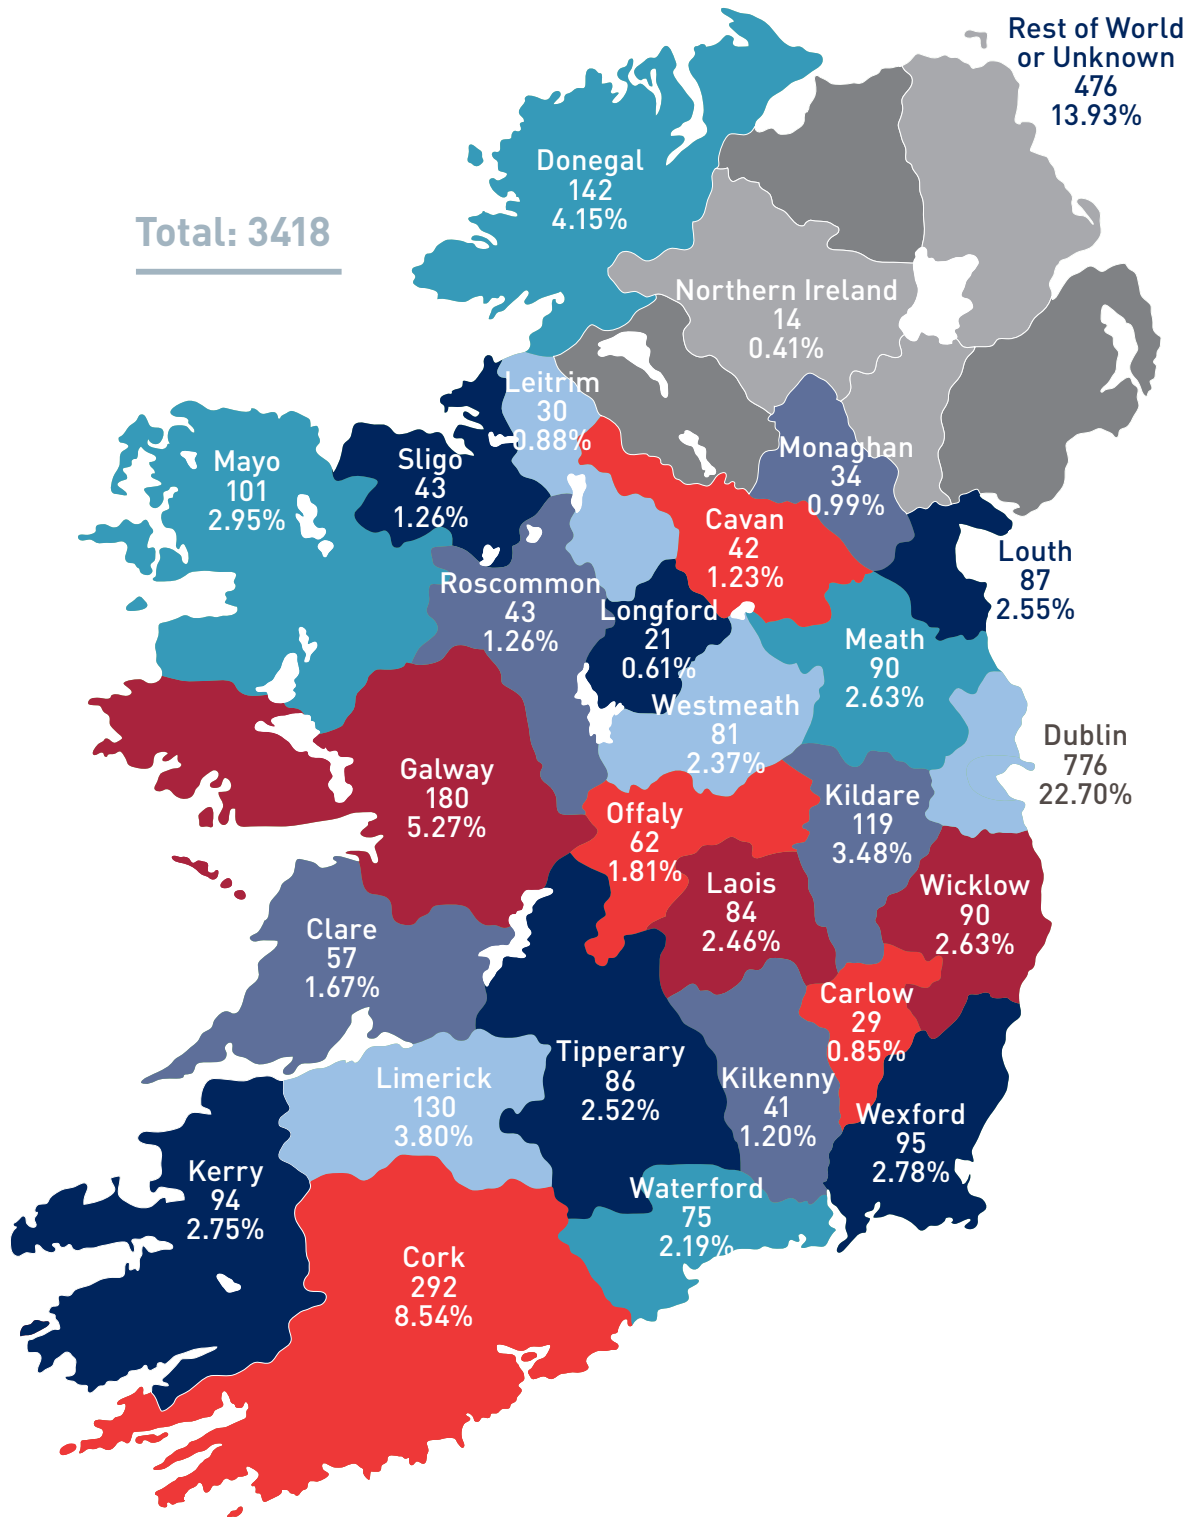 Rest of World
or Unknown
476
13.93%
Donegal
142
4.15%
Total: 3418
Northern Ireland
14
0.41%
Leitrim
30
0.88%
Monaghan
34
0.99%
Mayo
101
2.95%
Sligo
43
1.26%
Cavan
42
1.23%
Louth
87
2.55%
Roscommon
43
1.26%
Longford
21
0.61%
Meath
90
2.63%
Westmeath
81
2.37%
Dublin
776
22.70%
Galway
180
5.27%
Offaly
62
1.81%
Kildare
119
3.48%
Laois
84
2.46%
Wicklow
90
2.63%
Clare
57
1.67%
Carlow
29
0.85%
Tipperary
86
2.52%
Limerick
130
3.80%
Kilkenny
41
1.20%
Wexford
95
2.78%
Kerry
94
2.75%
Waterford
75
2.19%
Cork
292
8.54%